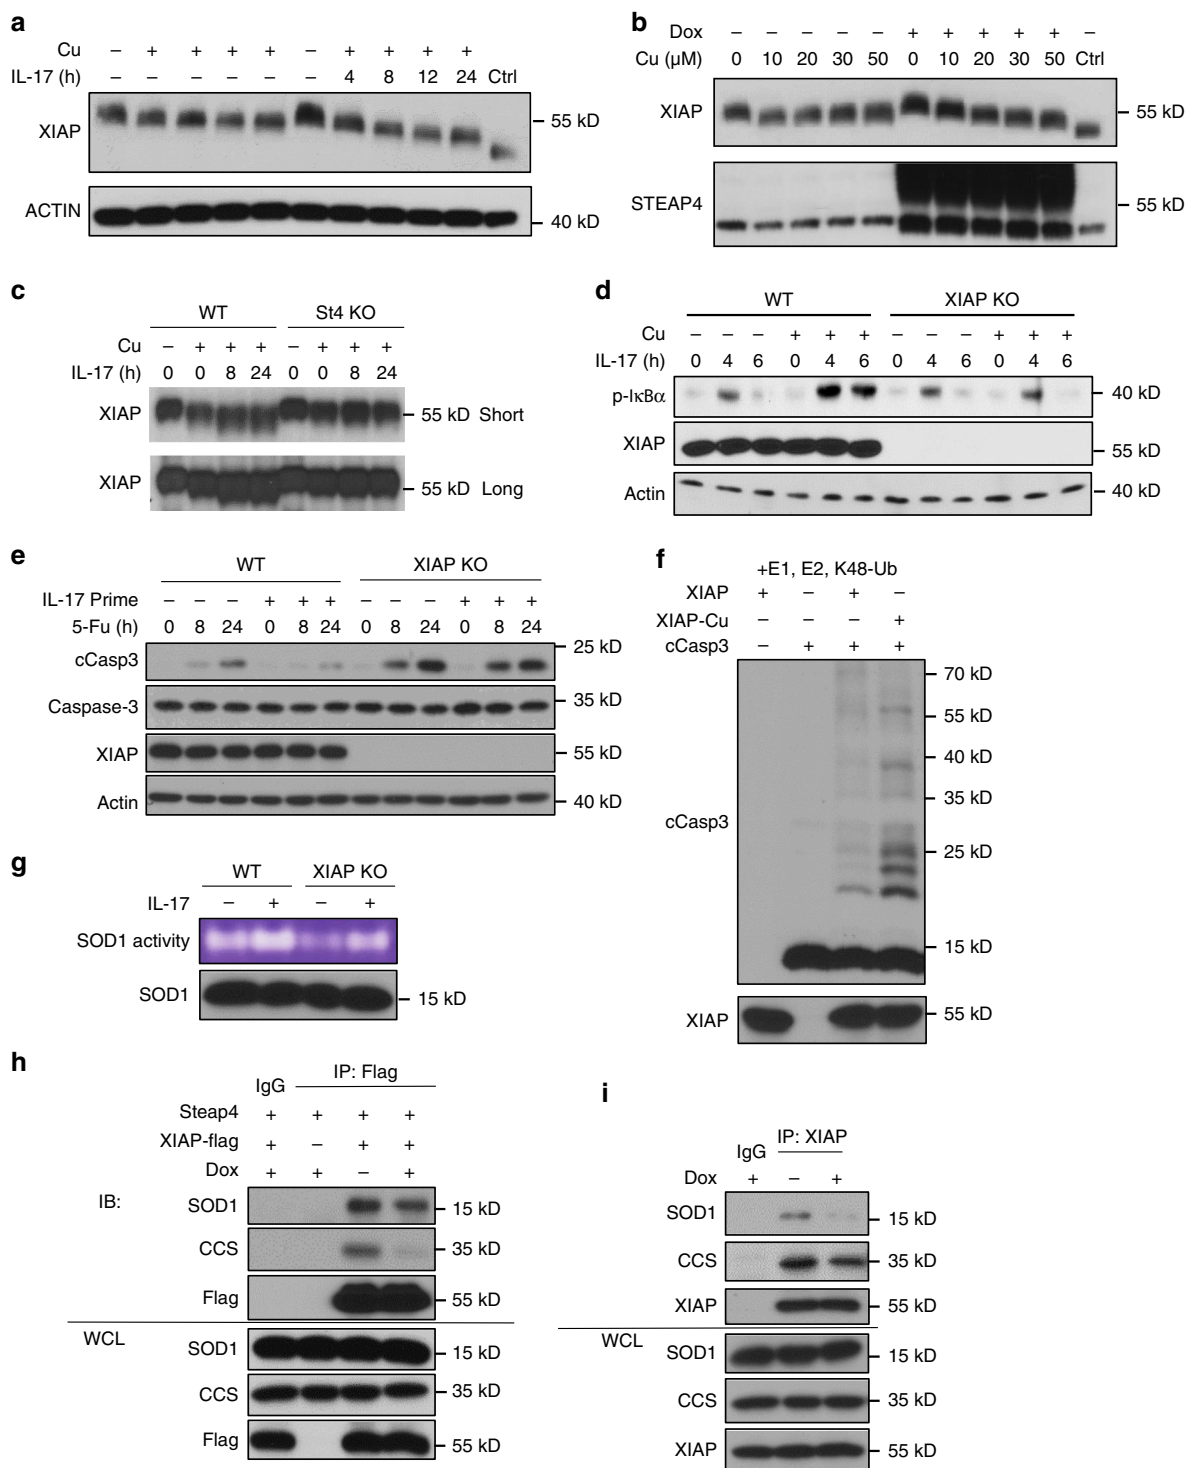 a
Cu – + + + + – + + + +
IL-17 (h) – – – – – – 4 8 12 24 Ctrl
XIAP
55 kD
ACTIN
40 kD
b
Dox – – – – – + + + + + –
Cu (µM) 0 10 20 30 50 0 10 20 30 50 Ctrl
XIAP
55 kD
STEAP4
55 kD
c
WT St4 KO
Cu – + + + – + + +
IL-17 (h) 0 0 8 24 0 0 8 24
XIAP
55 kD Short
XIAP
55 kD Long
d
WT XIAP KO
Cu – – – + + + – – – + + +
IL-17 (h) 0 4 6 0 4 6 0 4 6 0 4 6
p-IκBα
40 kD
XIAP
55 kD
Actin
40 kD
e
WT XIAP KO
IL-17 Prime – – – + + + – – – + + +
5-Fu (h) 0 8 24 0 8 24 0 8 24 0 8 24
cCasp3
25 kD
Caspase-3
35 kD
XIAP
55 kD
Actin
40 kD
f
+E1, E2, K48-Ub
XIAP + – + –
XIAP-Cu – – – +
cCasp3 – + + +
70 kD
55 kD
40 kD
35 kD
cCasp3
25 kD
15 kD
XIAP
55 kD
g
WT XIAP KO
IL-17 – + – +
SOD1 activity
SOD1
15 kD
h
IgG IP: Flag
Steap4 + + + +
XIAP-flag + – + +
Dox + + – +
IB: SOD1 15 kD
CCS 35 kD
Flag 55 kD
WCL
SOD1 15 kD
CCS 35 kD
Flag 55 kD
i
IgG IP: XIAP
Dox + – +
SOD1 15 kD
CCS 35 kD
XIAP 55 kD
WCL
SOD1 15 kD
CCS 35 kD
XIAP 55 kD